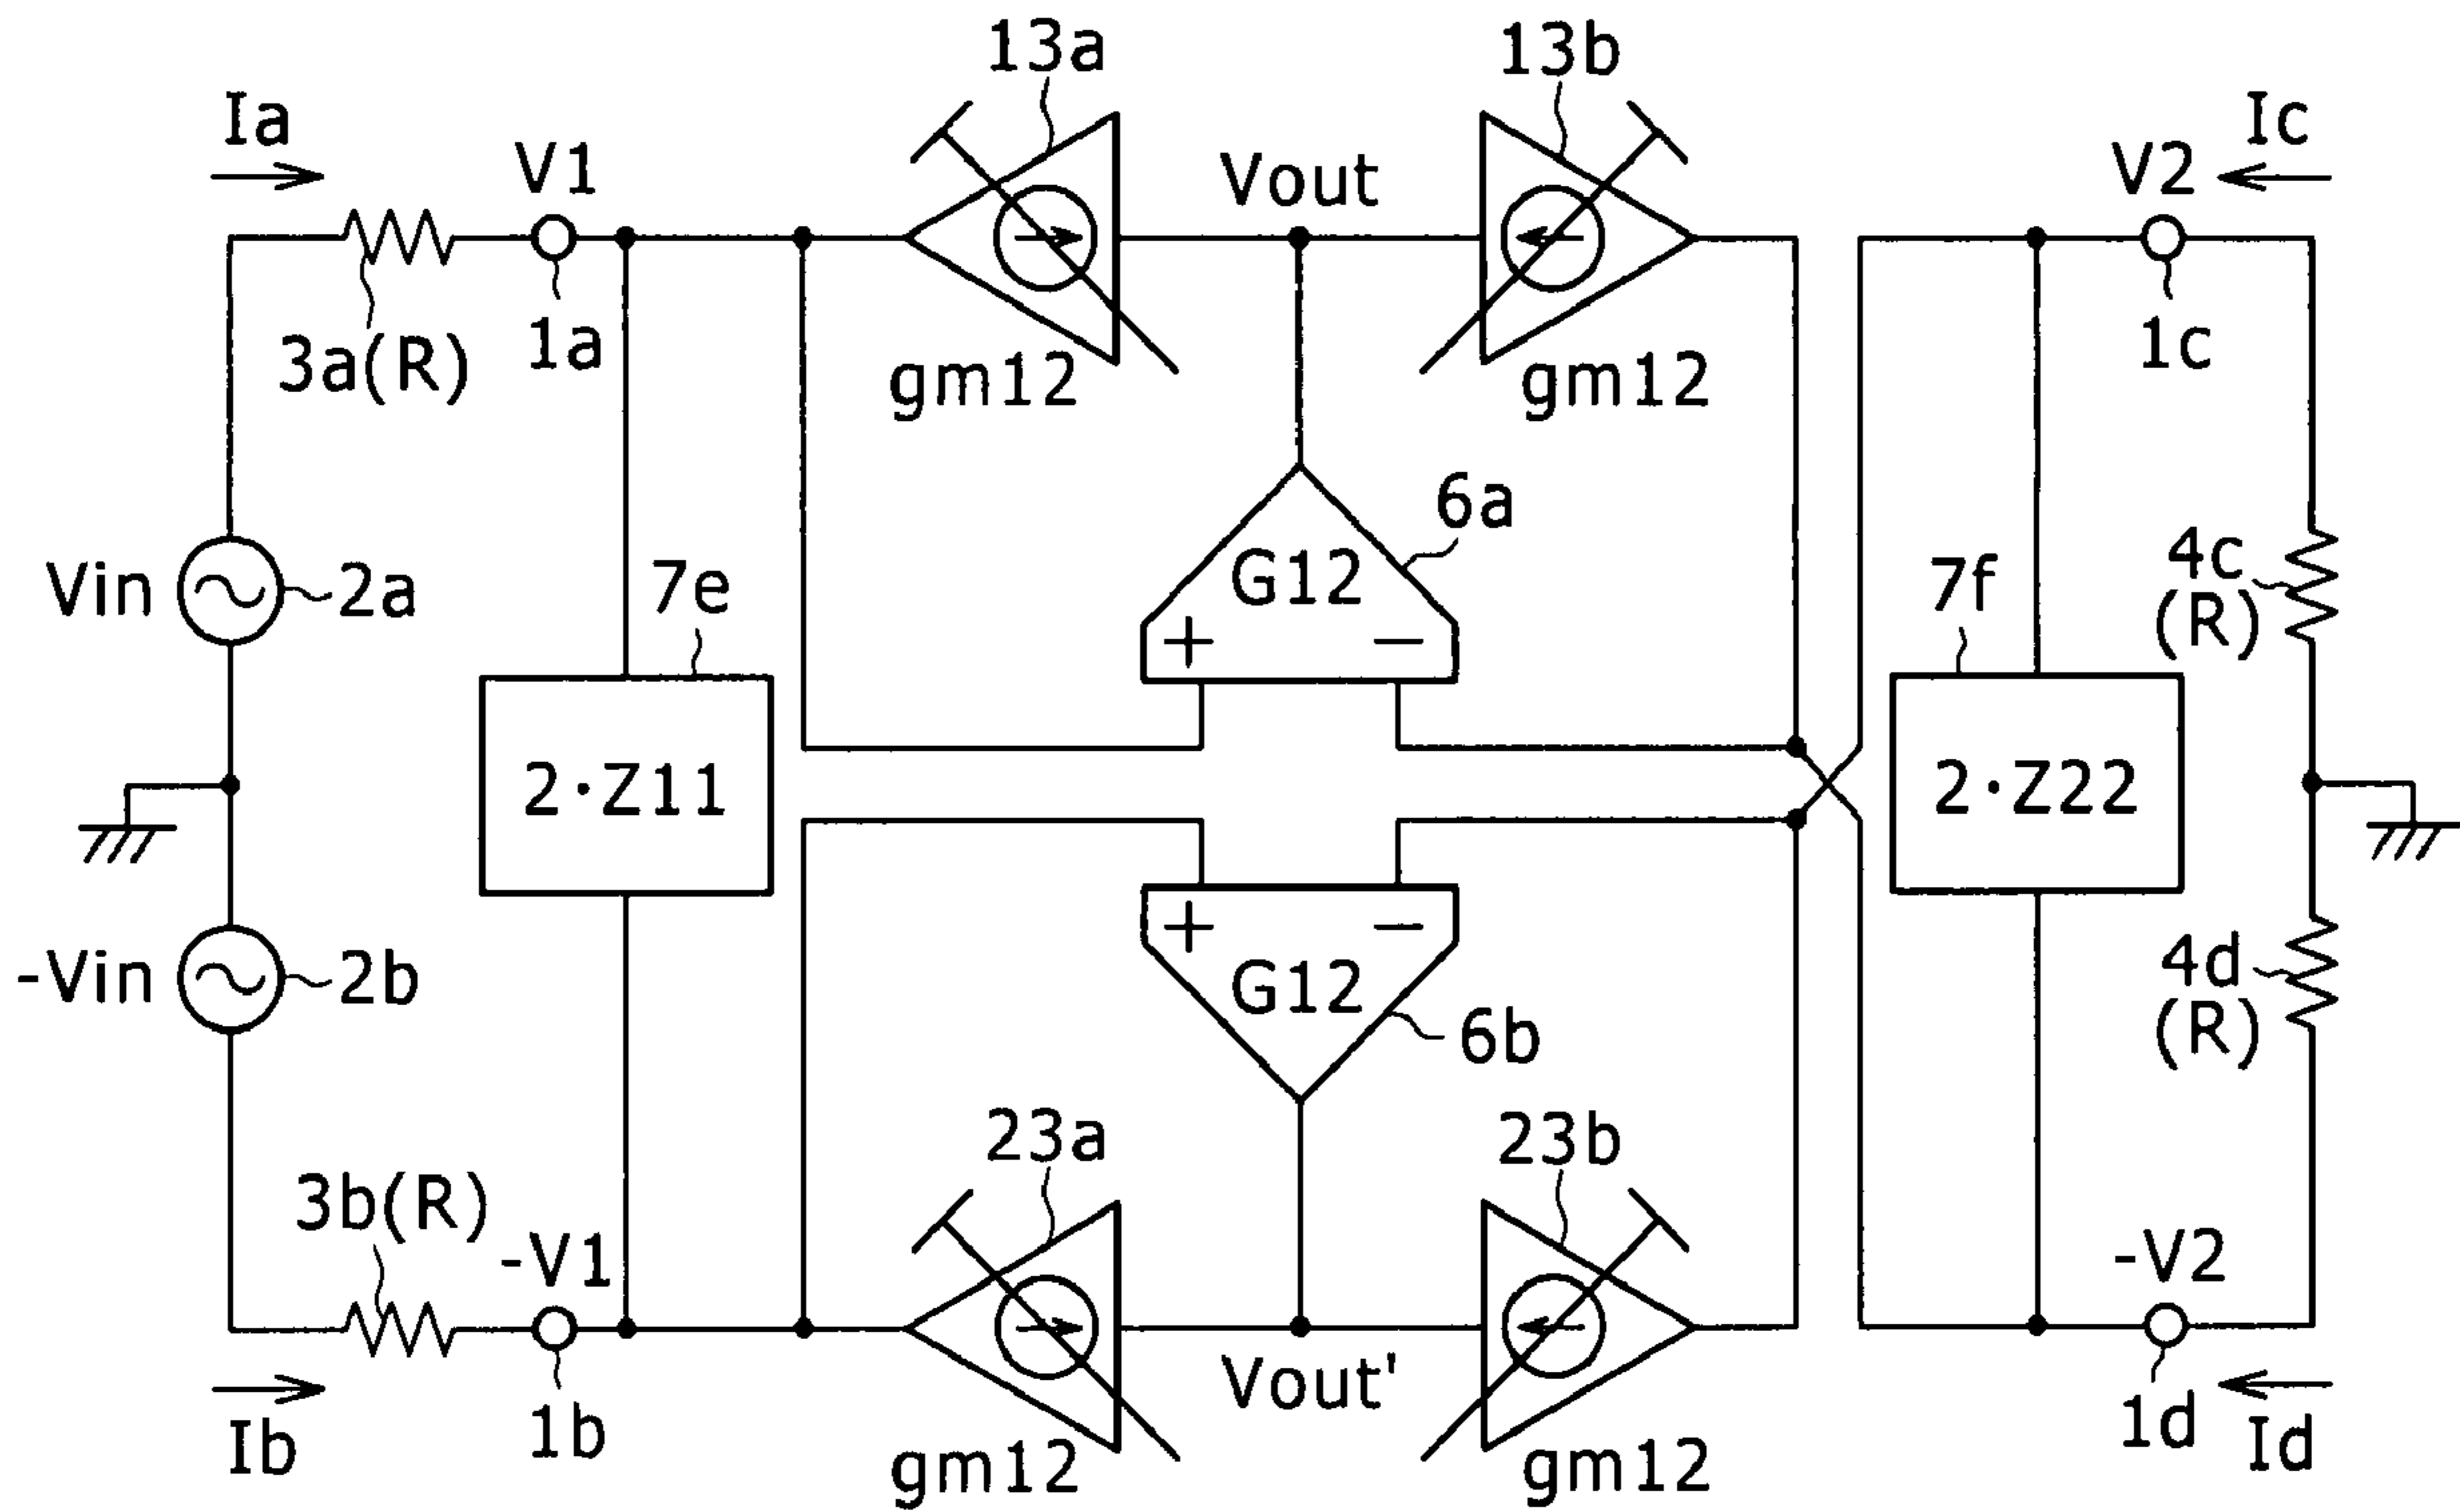 13a
13b
Ia
V1
Vout
V2
Ic
3a(R)
1a
gm12
gm12
1c
6a
G12
+
−
Vin
2a
7e
7f
4c
(R)
2·Z11
2·Z22
-Vin
2b
+
−
G12
6b
4d
(R)
23a
23b
3b(R)
-V1
-V2
Vout'
Ib
1b
gm12
gm12
1d
Id